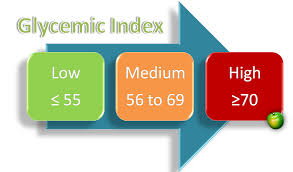 Glycemic Index
Low
≤ 55
Medium
56 to 69
High
≥70